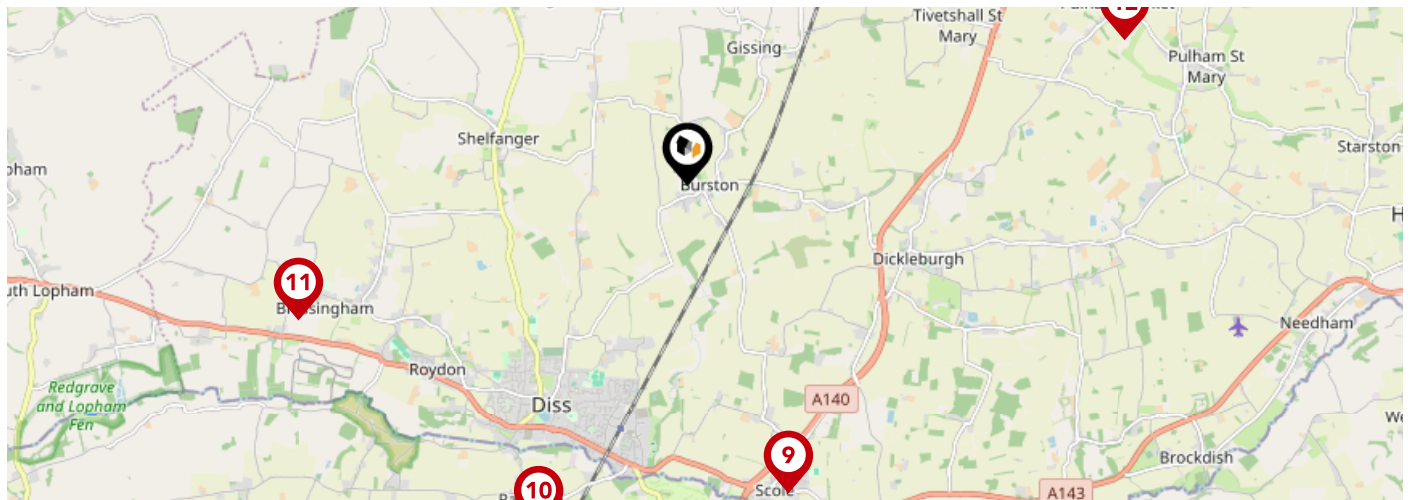 Tivetshall St
Mary
Gissing
Pulham St
Mary
Shelfanger
Starston
Burston
Dickleburgh
11
Needham
Roydon
Redgrave
and Lopham
Fen
Diss
A140
9
Brockdish
10
Scole
A143